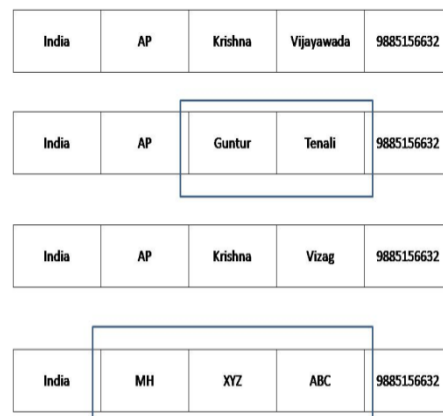 India AP Krishna Vijayawada 9885156632
India AP Guntur Tenali 9885156632
India AP Krishna Vizag 9885156632
India MH XYZ ABC 9885156632